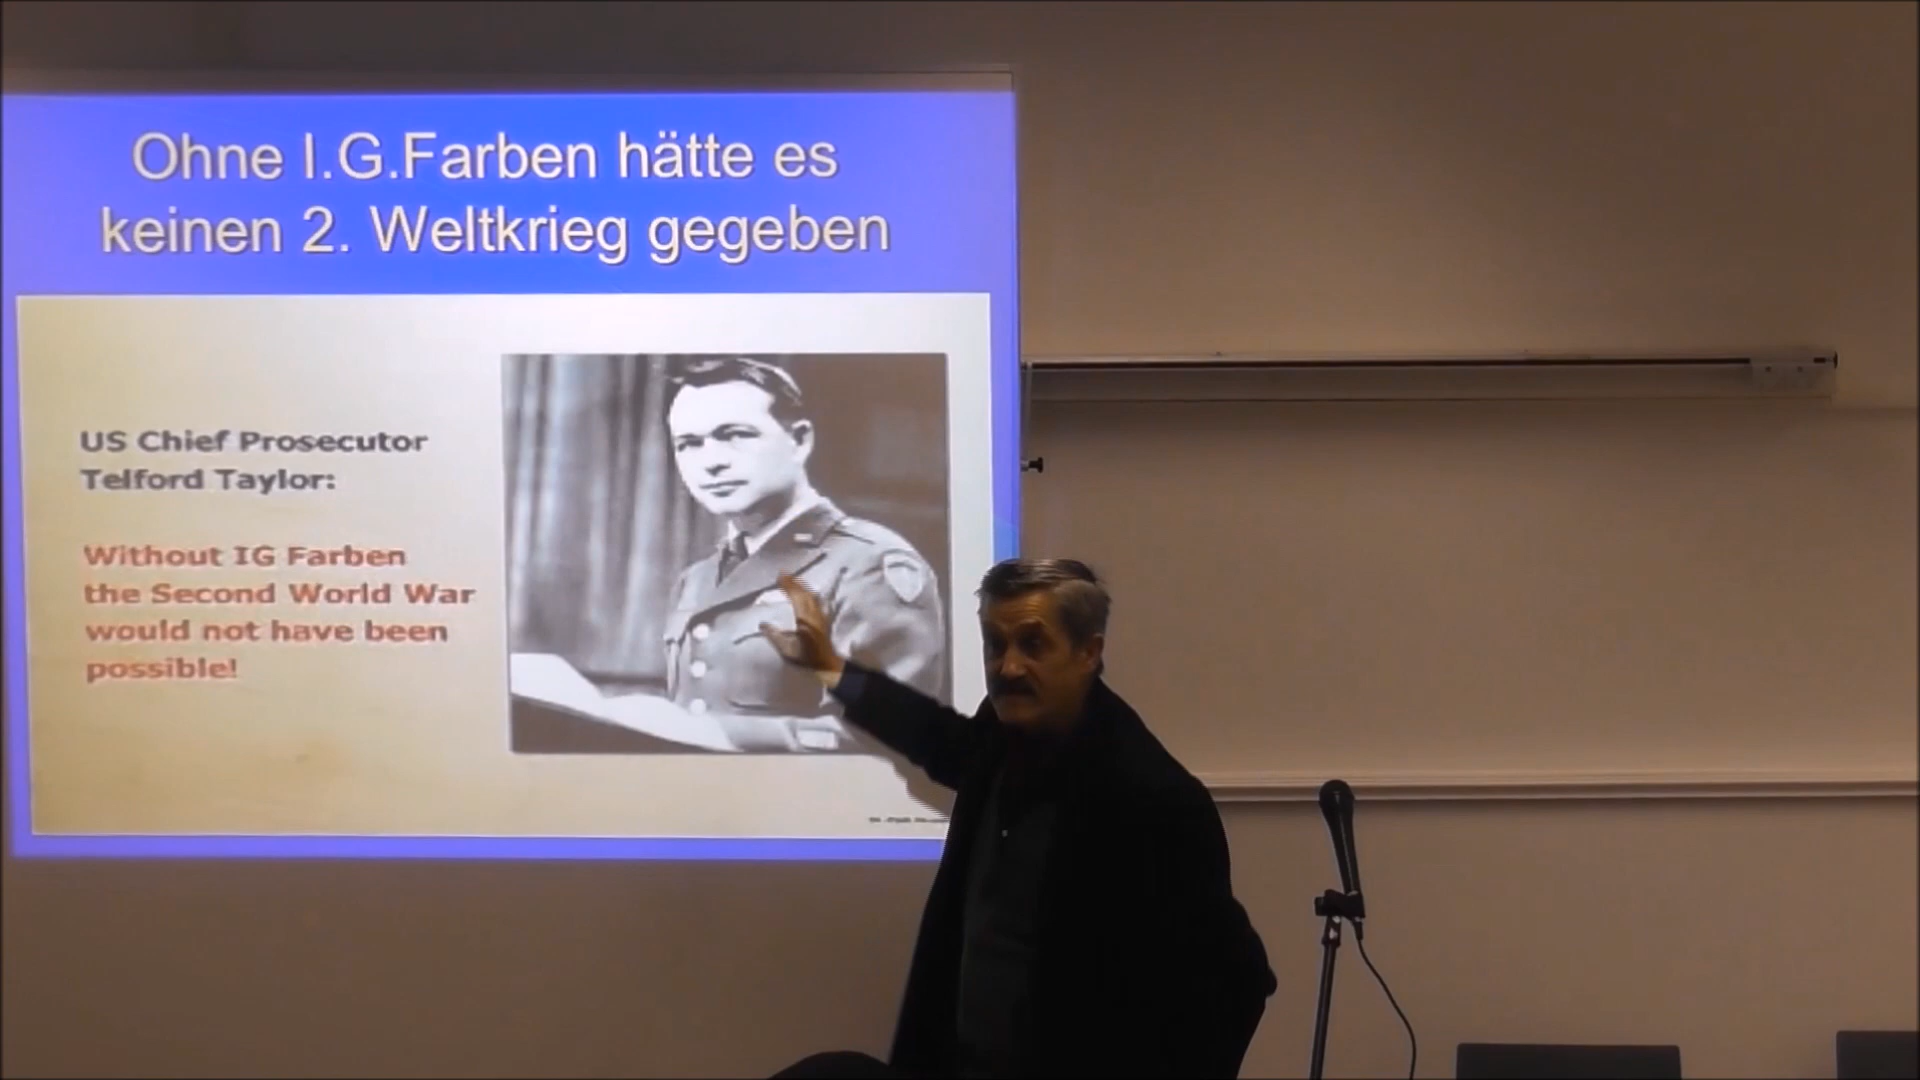 Ohne I.G.Farben hätte es
keinen 2. Weltkrieg gegeben
US Chief Prosecutor
Telford Taylor:
Without IG Farben
the Second World War
would not have been
possible!